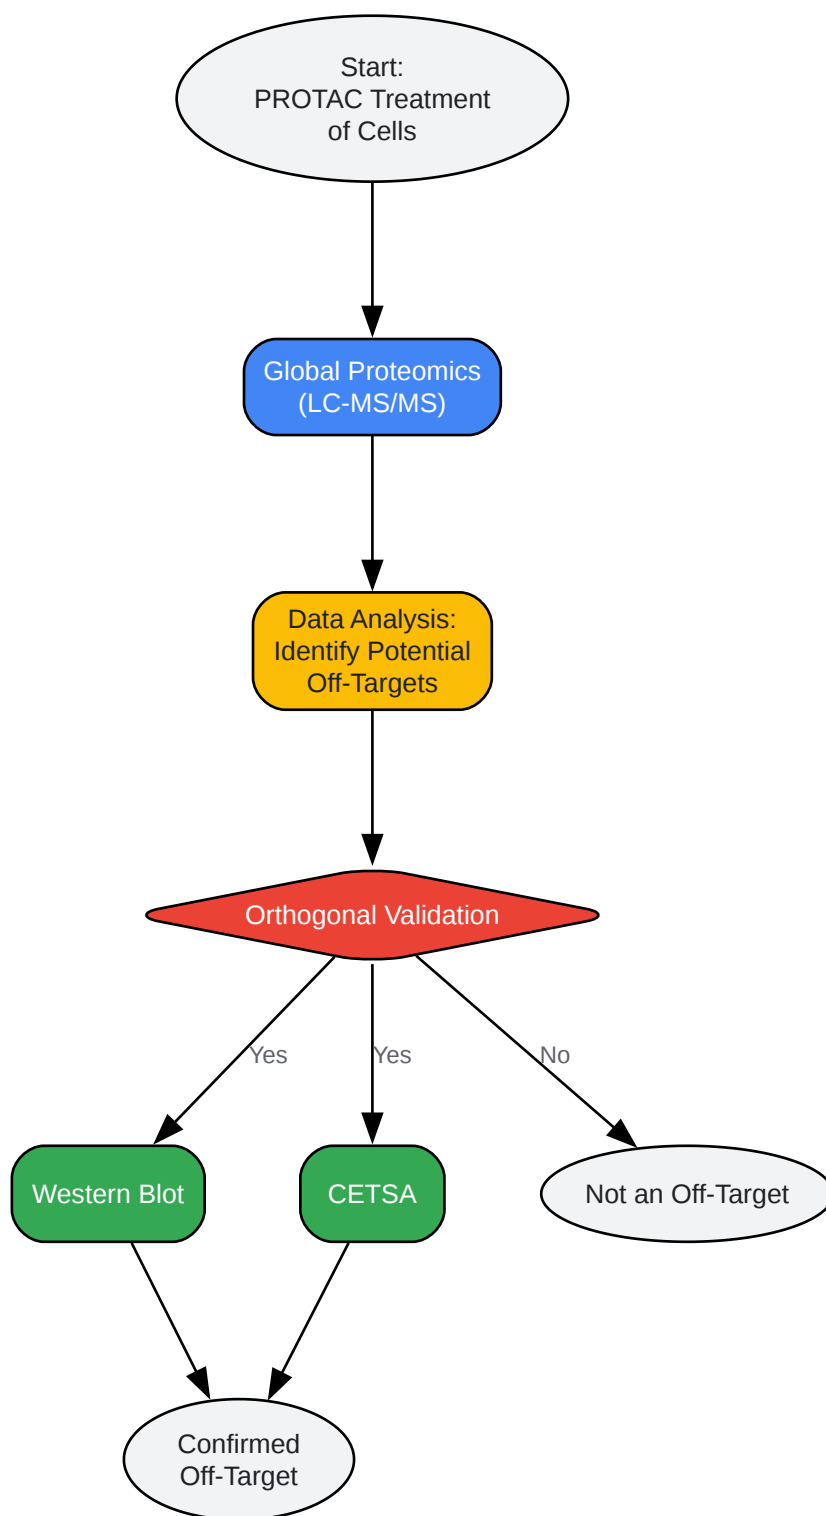 Start:
PROTAC Treatment
of Cells
Global Proteomics
(LC-MS/MS)
Data Analysis:
Identify Potential
Off-Targets
Orthogonal Validation
Yes
Yes
No
Western Blot
CETSA
Not an Off-Target
Confirmed
Off-Target